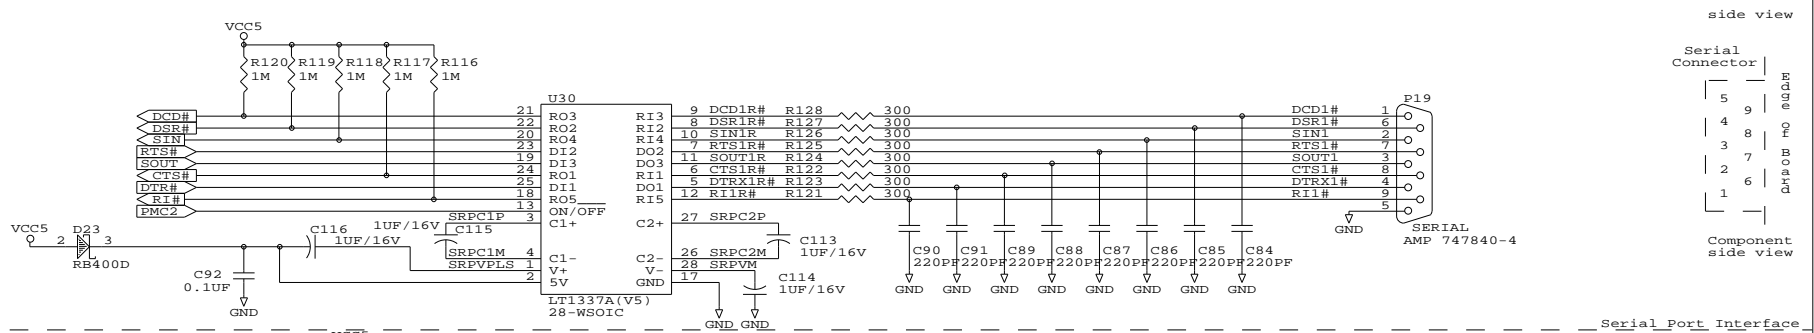 side view
VCC5
Serial
Connector
R120 R119 R118 R117 R116
1M 1M 1M 1M 1M
Edge of Board
5
9
4
8
3
7
2
6
1
U30
P19
DCD# 21 RO3 RI3 9 DCD1R# R128 300 DCD1# 1
DSR# 22 RO2 RI2 8 DSR1R# R127 300 DSR1# 6
SIN 20 RO4 RI4 10 SIN1R R126 300 SIN1 2
RTS# 23 DI2 DO2 7 RTS1R# R125 300 RTS1# 7
SOUT 19 DI3 DO3 11 SOUT1R R124 300 SOUT1 3
CTS# 24 RO1 RI1 6 CTS1R# R122 300 CTS1# 8
DTR# 25 DI1 DO1 5 DTRX1R# R123 300 DTRX1# 4
RI# 18 RO5 RI5 12 RI1R# R121 300 RI1# 9
PMC2 13 ON/OFF 5
SRPC1P 3 C1+ C2+ 27 SRPC2P
1UF/16V C115
VCC5 2 D23 3
RB400D
C116
1UF/16V
GND
SERIAL
AMP 747840-4
C113
1UF/16V
SRPC1M 4 C1- C2- 26 SRPC2M
SRPVPLS 1 V+ V- 28 SRPVM
2 5V GND 17
C92
0.1UF
GND
C114
1UF/16V
C90 C91 C89 C88 C87 C86 C85 C84
220PF 220PF 220PF 220PF 220PF 220PF 220PF 220PF
GND GND GND GND GND GND GND GND
Component
side view
LT1337A(V5)
28-WSOIC
GND GND
Serial Port Interface